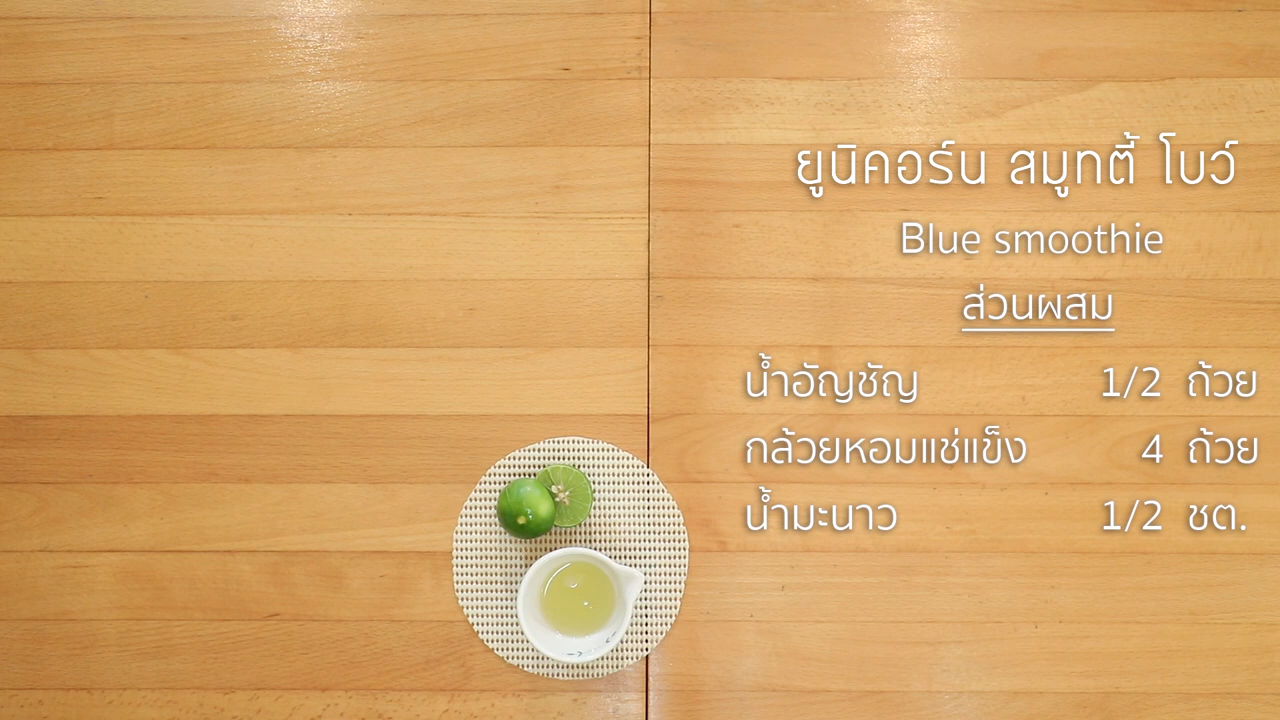 ยูนิคอร์น สมูทตี้ โบว์
Blue smoothie
ส่วนผสม
น้ำอัญชัญ 1/2 ถ้วย
กล้วยหอมแช่แข็ง 4 ถ้วย
น้ำมะนาว 1/2 ชต.